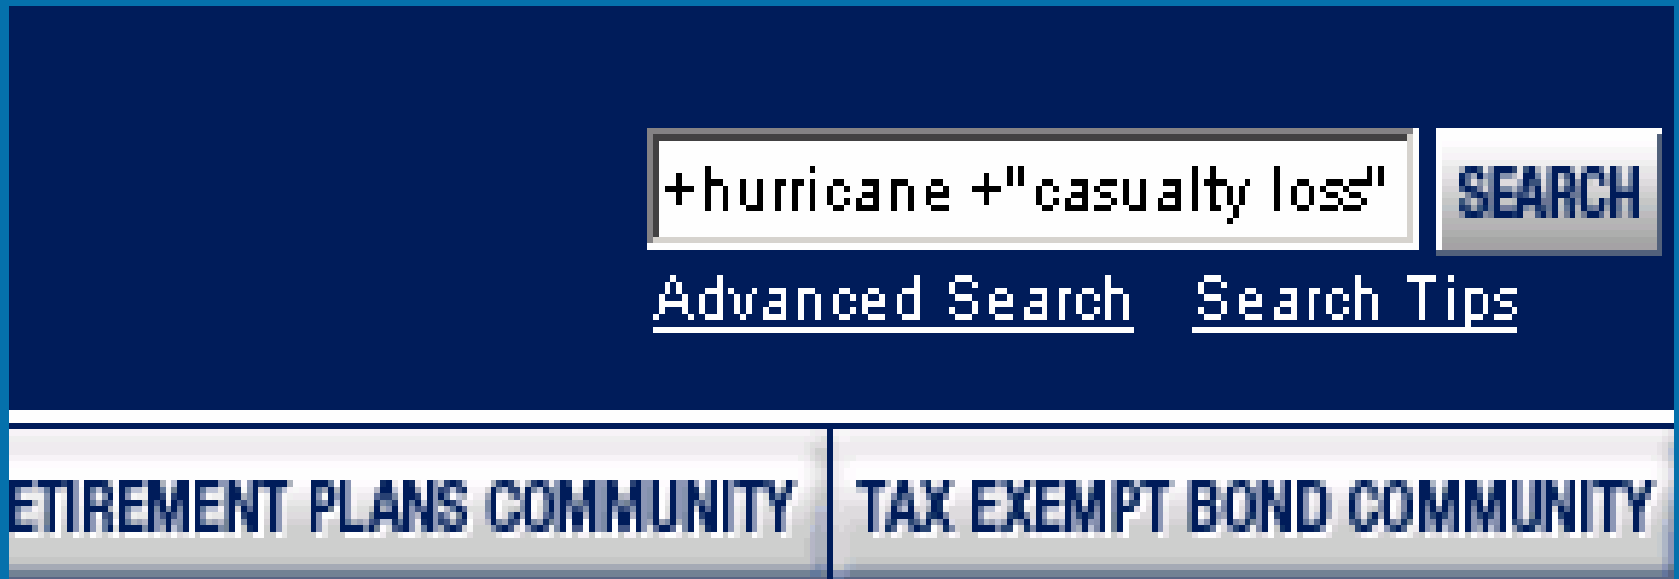 +hurricane +"casualty loss" SEARCH
Advanced Search Search Tips
ETIREMENT PLANS COMMUNITY TAX EXEMPT BOND COMMUNITY